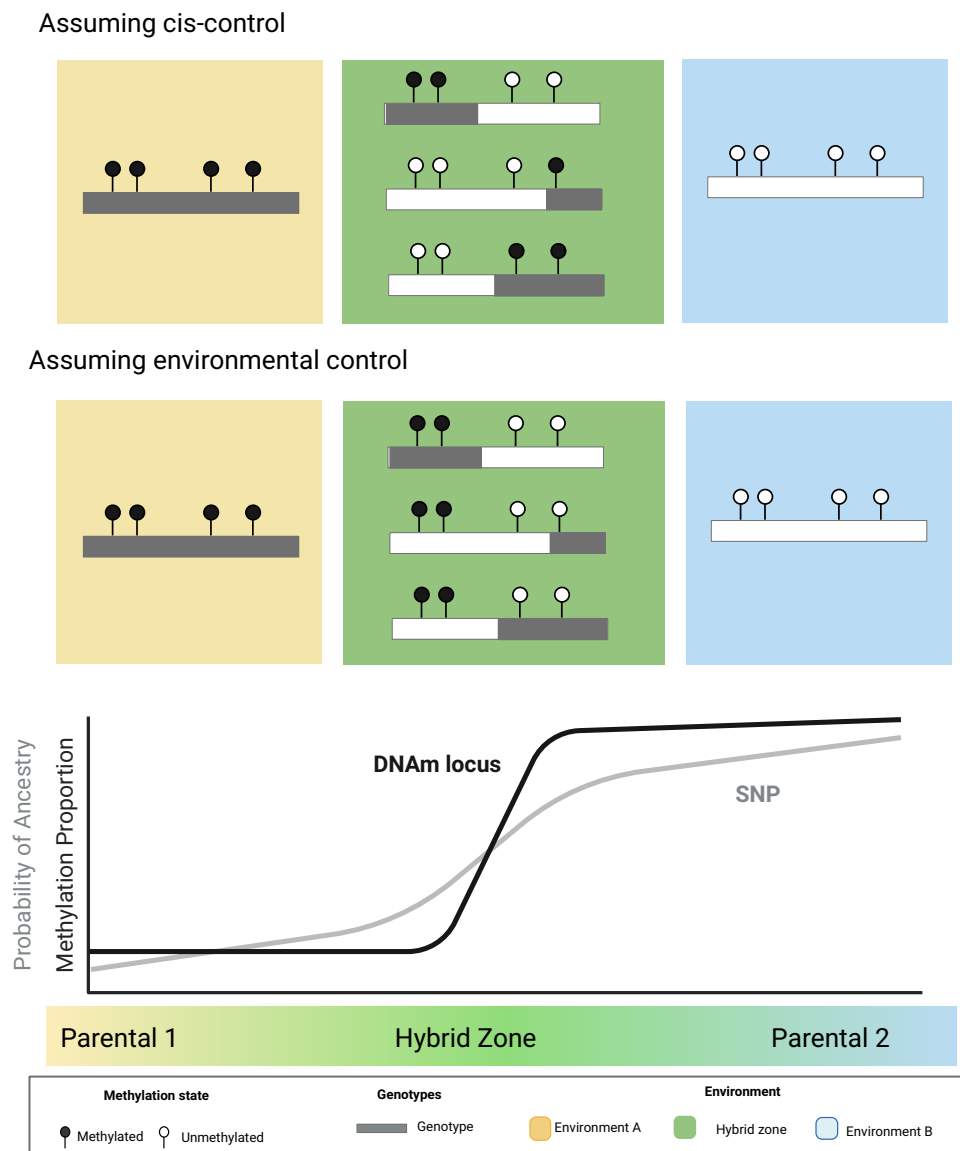 Assuming cis-control
Assuming environmental control
Probability of Ancestry
Methylation Proportion
DNAm locus
SNP
Parental 1
Hybrid Zone
Parental 2
Methylation state
Genotypes
Environment
Methylated
Unmethylated
Genotype
Environment A
Hybrid zone
Environment B